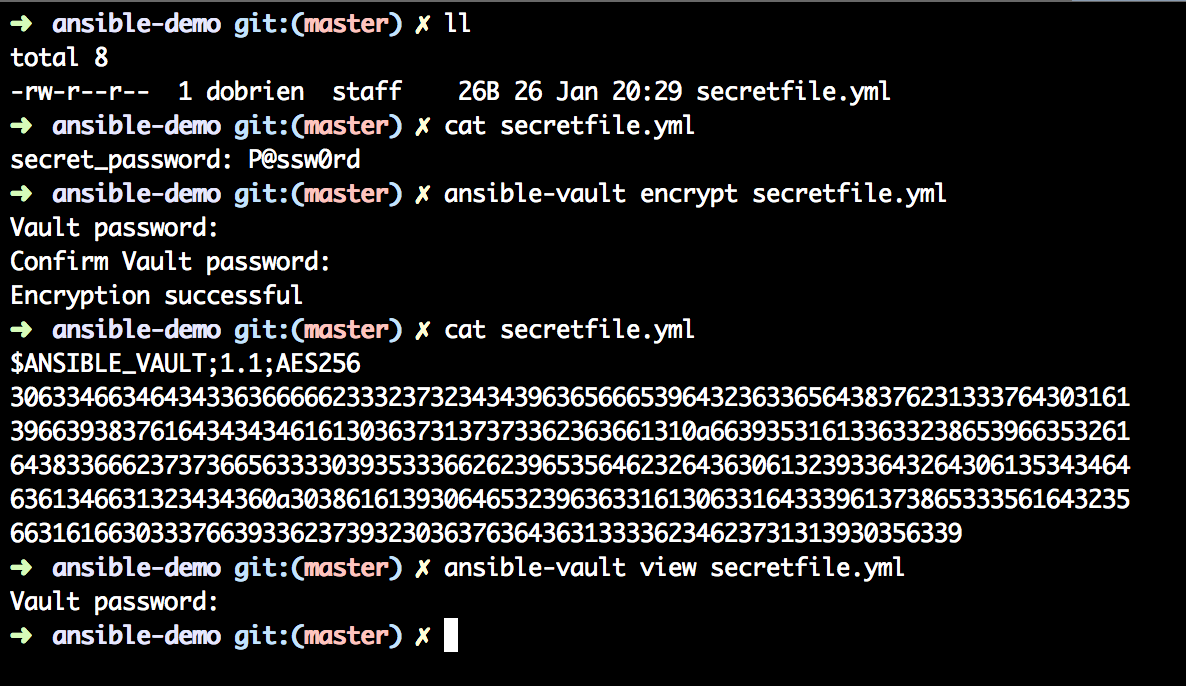 ➜ ansible-demo git:(master) ✗ ll
total 8
-rw-r--r--  1 dobrien  staff    26B 26 Jan 20:29 secretfile.yml
➜ ansible-demo git:(master) ✗ cat secretfile.yml
secret_password: P@ssw0rd
➜ ansible-demo git:(master) ✗ ansible-vault encrypt secretfile.yml
Vault password:
Confirm Vault password:
Encryption successful
➜ ansible-demo git:(master) ✗ cat secretfile.yml
$ANSIBLE_VAULT;1.1;AES256
30633466346434336366666233323732343439636566653964323633656438376231333764303161
3966393837616434343461613036373137373362363661310a663935316133633238653966353261
64383366623737366563333039353336626239653564623264363061323933643264306135343464
6361346631323434360a303861613930646532396363316130633164333961373865333561643235
66316166303337663933623739323036376364363133336234623731313930356339
➜ ansible-demo git:(master) ✗ ansible-vault view secretfile.yml
Vault password:
➜ ansible-demo git:(master) ✗